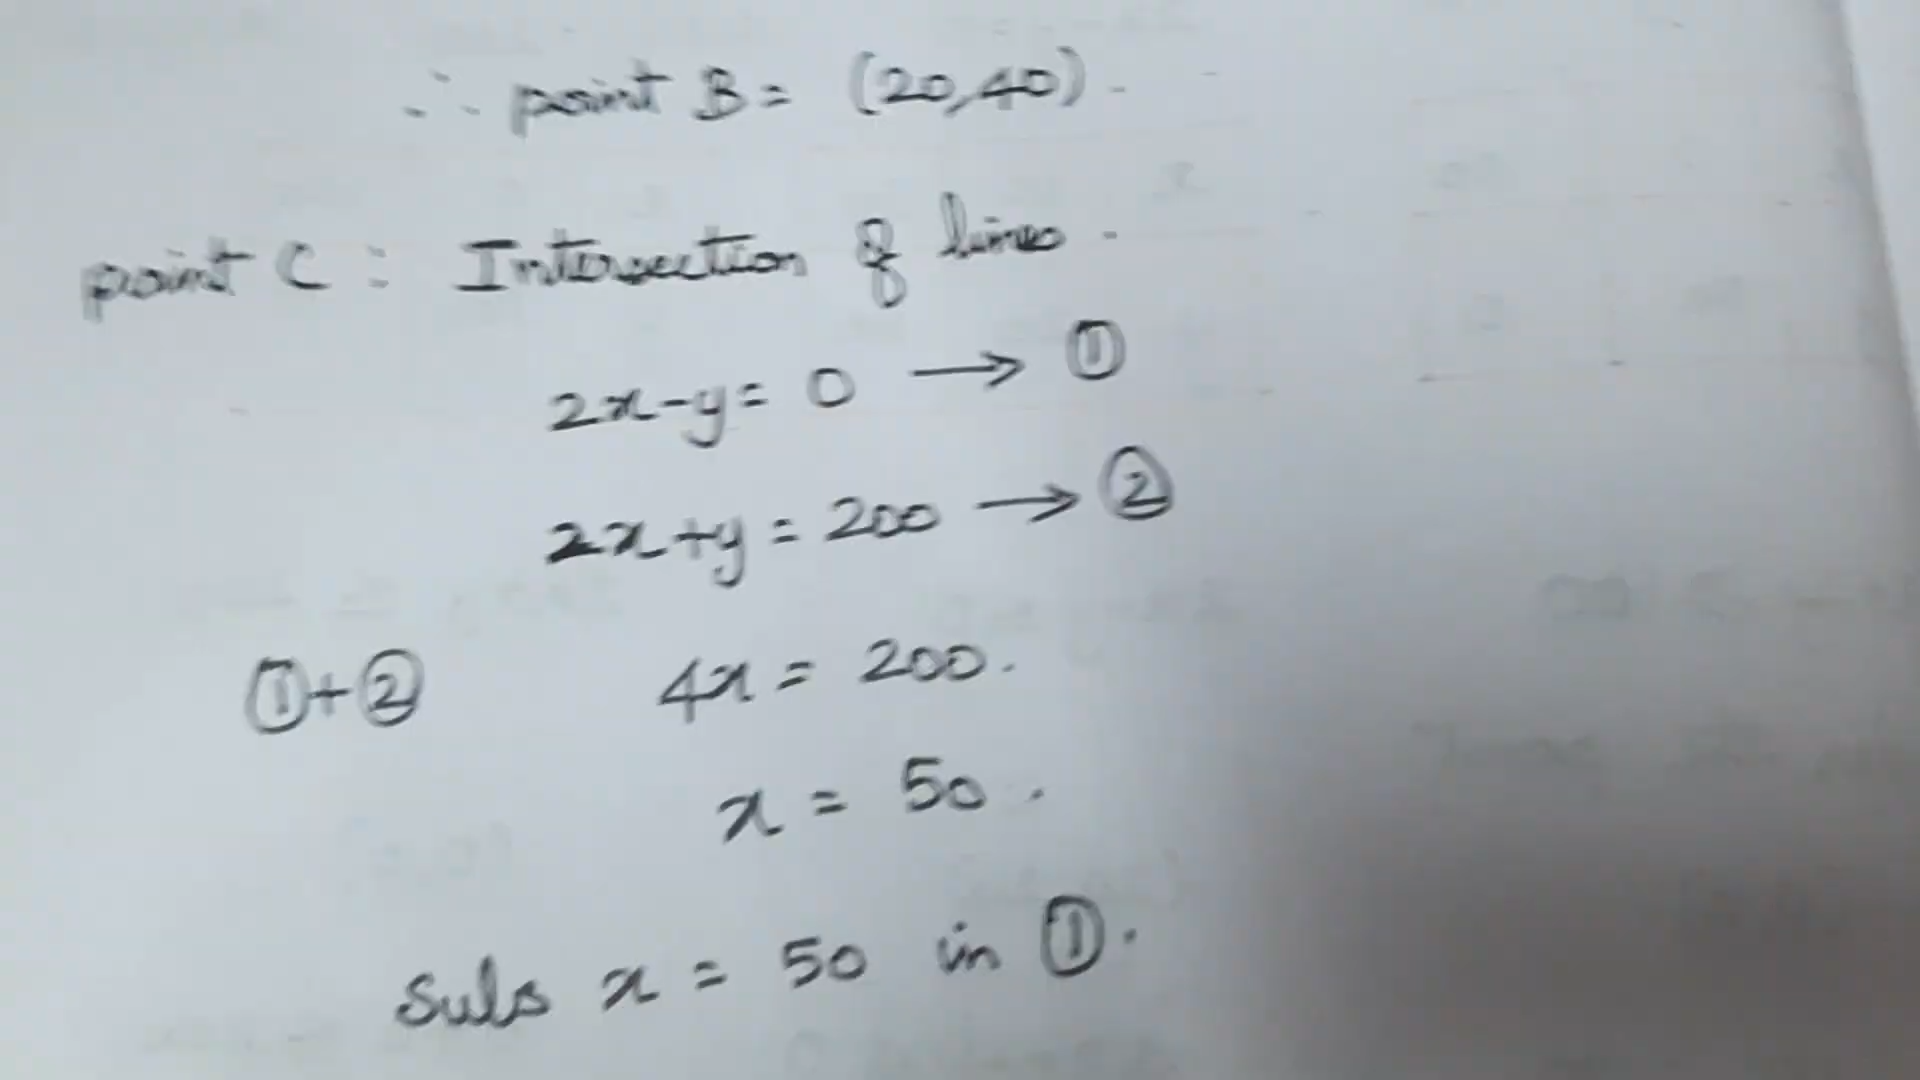 ∴ point B = (20,40).
point C : Intersection of lines.
2x-y = 0 → ①
2x+y = 200 → ②
①+② 4x = 200.
x = 50.
Subs x = 50 in ①.